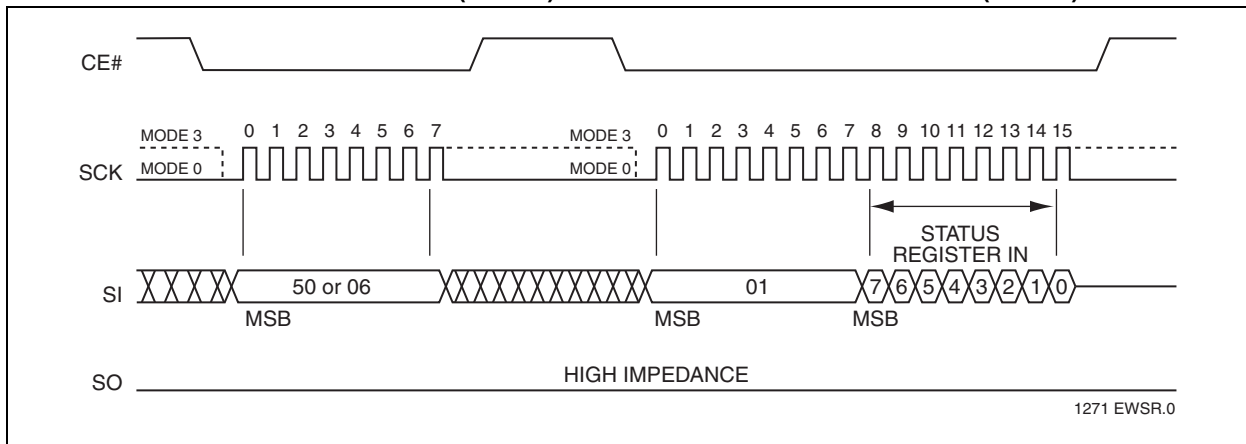 CE#
MODE 3 0 1 2 3 4 5 6 7 MODE 3 0 1 2 3 4 5 6 7 8 9 10 11 12 13 14 15
SCK MODE 0 MODE 0
STATUS
REGISTER IN
SI 50 or 06 01 7 6 5 4 3 2 1 0
MSB MSB MSB
SO HIGH IMPEDANCE
1271 EWSR.0